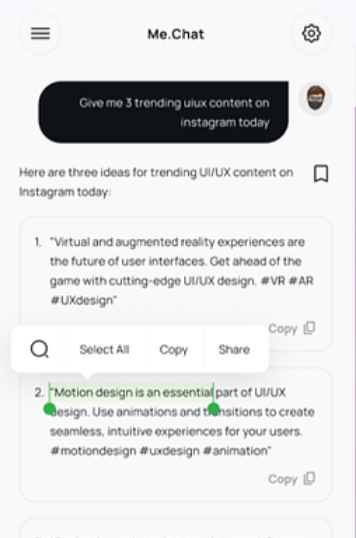 Me.Chat
Give me 3 trending uiux content on
instagram today
Here are three ideas for trending UI/UX content on
Instagram today:
1. "Virtual and augmented reality experiences are
the future of user interfaces. Get ahead of the
game with cutting-edge UI/UX design. #VR #AR
#UXdesign"
Copy
Select All Copy Share
2. "Motion design is an essential part of UI/UX
design. Use animations and transitions to create
seamless, intuitive experiences for your users.
#motiondesign #uxdesign #animation"
Copy